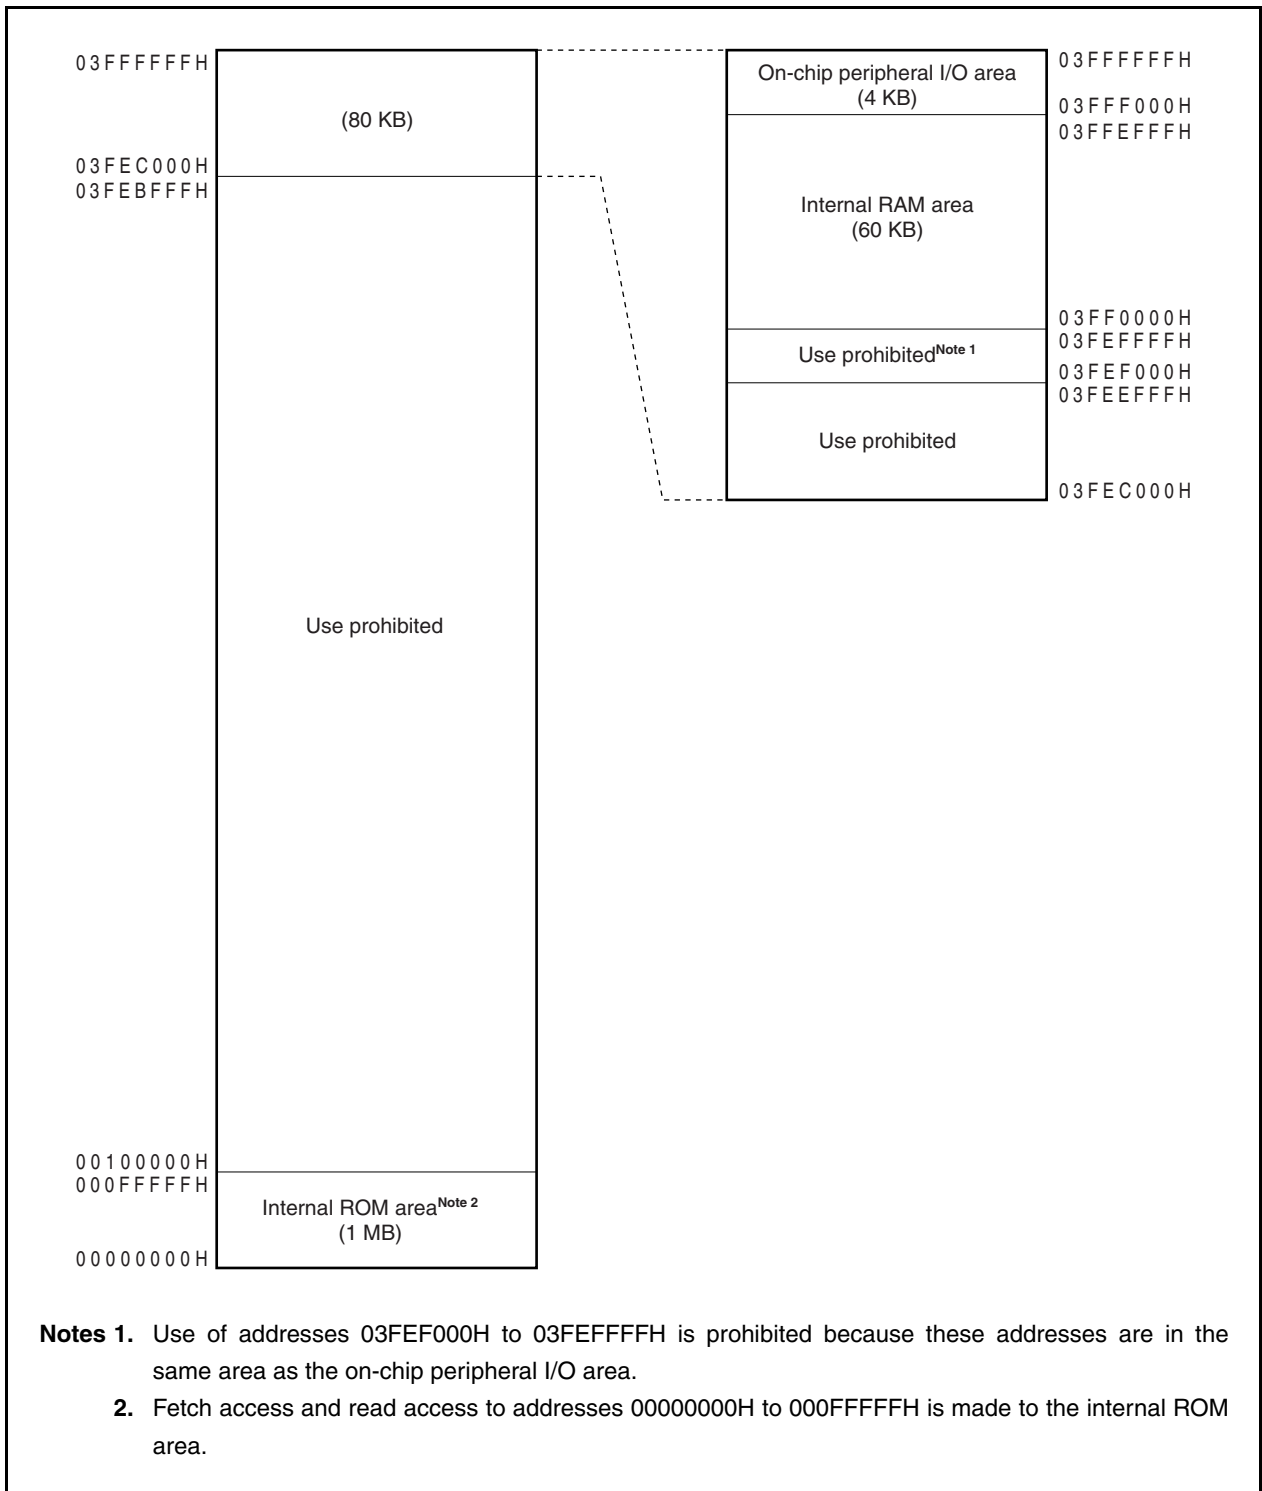 03FFFFFFH
(80 KB)
03FEC000H
03FEBFFFH
Use prohibited
00100000H
000FFFFFH
Internal ROM areaNote 2
(1 MB)
00000000H
On-chip peripheral I/O area
(4 KB)
03FFFFFFH
03FFF000H
03FFEFFFH
Internal RAM area
(60 KB)
03FF0000H
03FEFFFFH
Use prohibitedNote 1
03FEF000H
03FEEFFFH
Use prohibited
03FEC000H
Notes 1. Use of addresses 03FEF000H to 03FEFFFFH is prohibited because these addresses are in the
same area as the on-chip peripheral I/O area.
2. Fetch access and read access to addresses 00000000H to 000FFFFFH is made to the internal ROM
area.